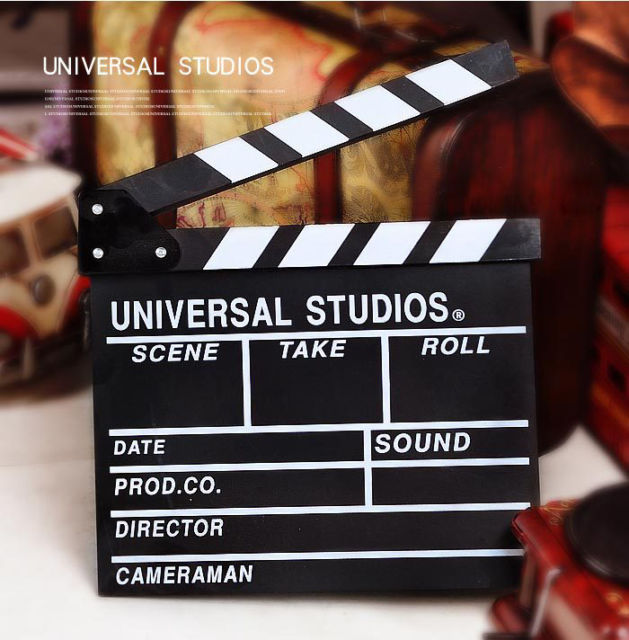 UNIVERSAL STUDIOS
UNIVERSAL STUDIOS®
SCENE TAKE ROLL
DATE SOUND
PROD.CO.
DIRECTOR
CAMERAMAN